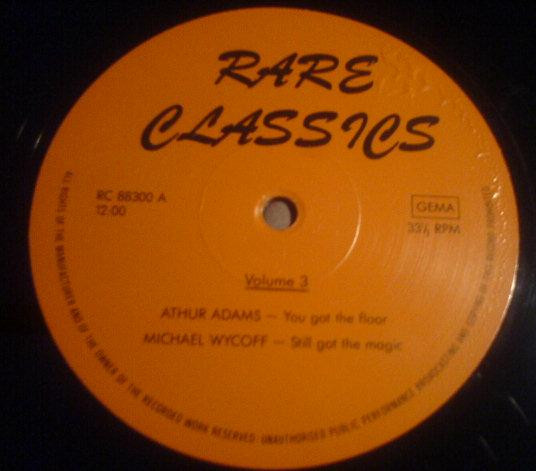 RARE
CLASSICS
RC 88300 A
12:00
GEMA
33⅓ RPM
Volume 3
ATHUR ADAMS — You got the floor
MICHAEL WYCOFF — Still got the magic
ALL RIGHTS OF THE MANUFACTURER AND OF THE OWNER OF THE RECORDED WORK RESERVED· UNAUTHORISED PUBLIC PERFORMANCE BROADCASTING AND COPYING OF THIS RECORD